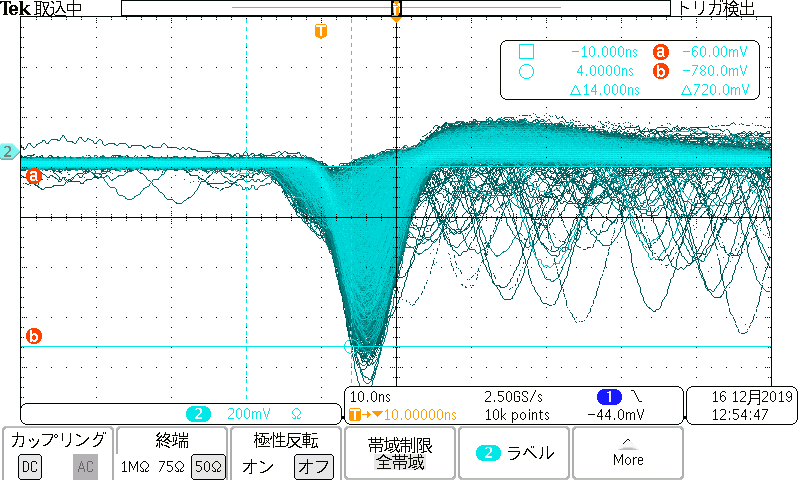 Tek 取込中 トリガ検出
T
-10.000ns a -60.00mV
4.0000ns b -780.0mV
Δ14.000ns Δ720.0mV
2
a
b
2 200mV Ω
10.0ns 2.50GS/s 1
T→▼10.00000ns 10k points -44.0mV
16 12月2019
12:54:47
カップリング 終端 極性反転 帯域制限 2 ラベル
DC AC 1MΩ 75Ω 50Ω オン オフ 全帯域 More